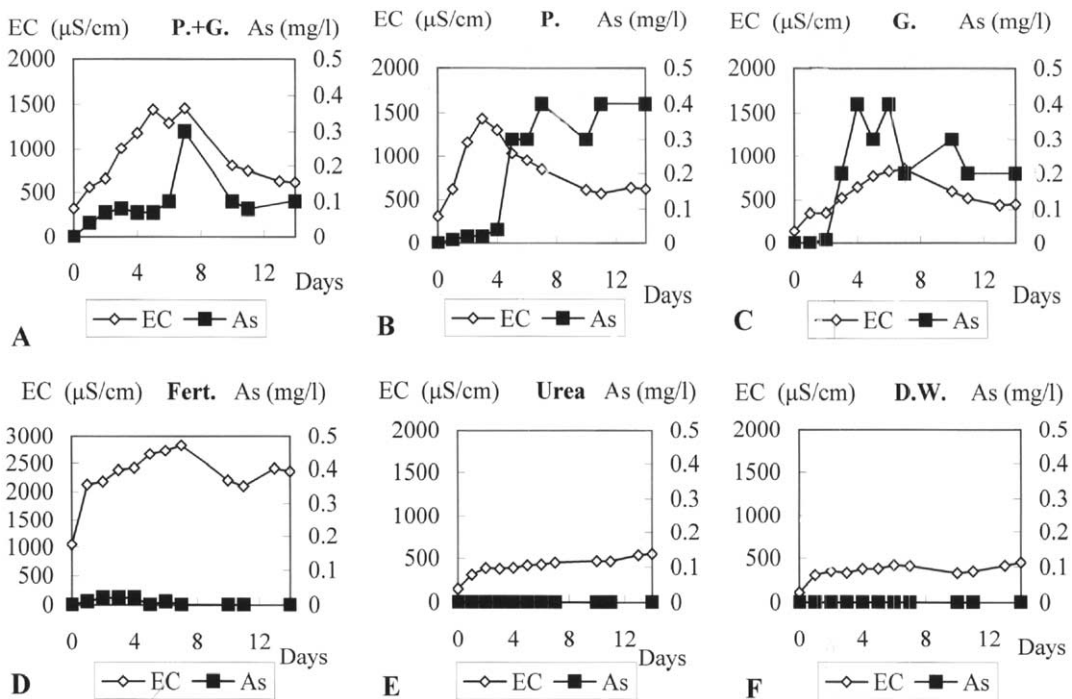 EC (μS/cm) P.+G. As (mg/l)
2000 0.5
1500 0.4
1000 0.3
500 0.2
0 0.1
0
0 4 8 12 Days
EC As
A
EC (μS/cm) P. As (mg/l)
2000 0.5
1500 0.4
1000 0.3
500 0.2
0 0.1
0
0 4 8 12 Days
EC As
B
EC (μS/cm) G. As (mg/l)
2000 0.5
1500 0.4
1000 0.3
500 0.2
0 0.1
0
0 4 8 12 Days
EC As
C
EC (μS/cm) Fert. As (mg/l)
3000 0.5
2500 0.4
2000 0.3
1500 0.2
1000 0.1
500 0
0
0 4 8 12 Days
EC As
D
EC (μS/cm) Urea As (mg/l)
2000 0.5
1500 0.4
1000 0.3
500 0.2
0 0.1
0
0 4 8 12 Days
EC As
E
EC (μS/cm) D.W. As (mg/l)
2000 0.5
1500 0.4
1000 0.3
500 0.2
0 0.1
0
0 4 8 12 Days
EC As
F